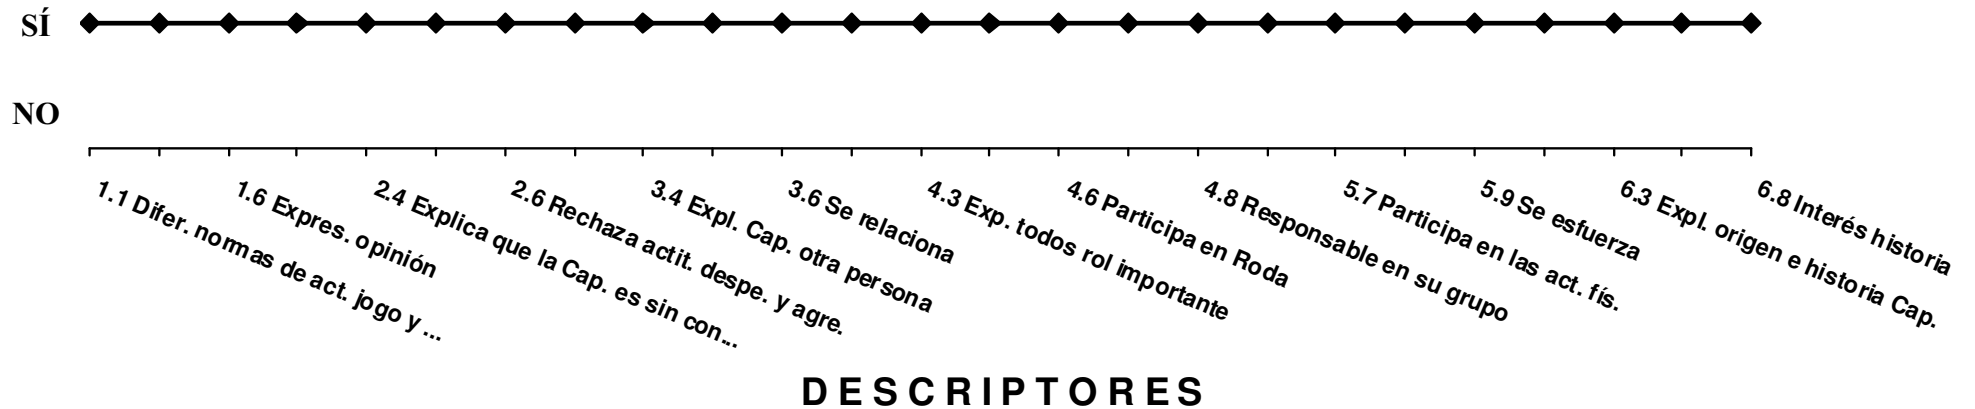 SÍ
NO
1.1 Difer. normas de act. jogo y ...
1.6 Expres. opinión
2.4 Explica que la Cap. es sin con...
2.6 Rechaza actit. despe. y agre.
3.4 Expl. Cap. otra persona
3.6 Se relaciona
4.3 Exp. todos rol importante
4.6 Participa en Roda
4.8 Responsable en su grupo
5.7 Participa en las act. fís.
5.9 Se esfuerza
6.3 Expl. origen e historia Cap.
6.8 Interés historia
DESCRIPTORES